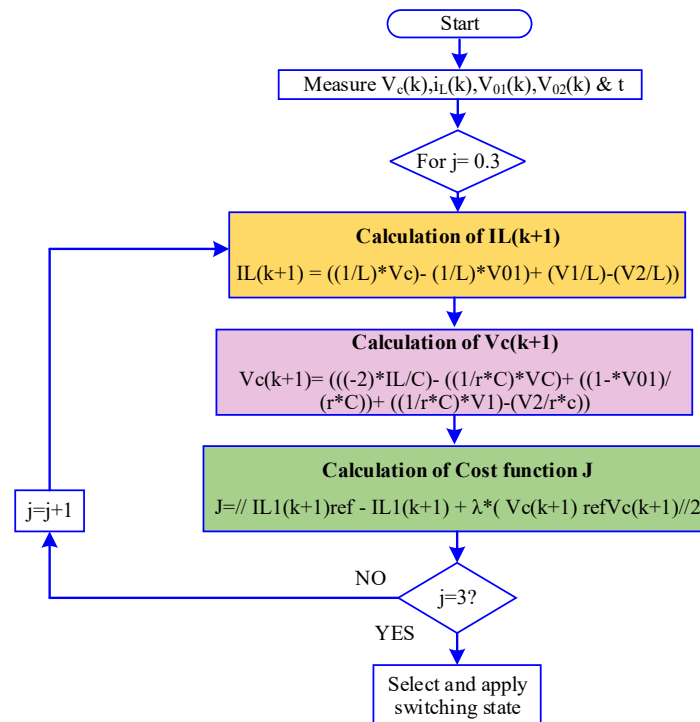 Start
Measure Vc(k),iL(k),V01(k),V02(k) & t
For j= 0.3
Calculation of IL(k+1)
IL(k+1) = ((1/L)*Vc)- (1/L)*V01)+ (V1/L)-(V2/L))
Calculation of Vc(k+1)
Vc(k+1)= (((-2)*IL/C)- ((1/r*C)*VC)+ ((1-*V01)/
(r*C))+ ((1/r*C)*V1)-(V2/r*c))
Calculation of Cost function J
J=// IL1(k+1)ref - IL1(k+1) + λ*( Vc(k+1) refVc(k+1)//2
j=j+1
NO
j=3?
YES
Select and apply
switching state